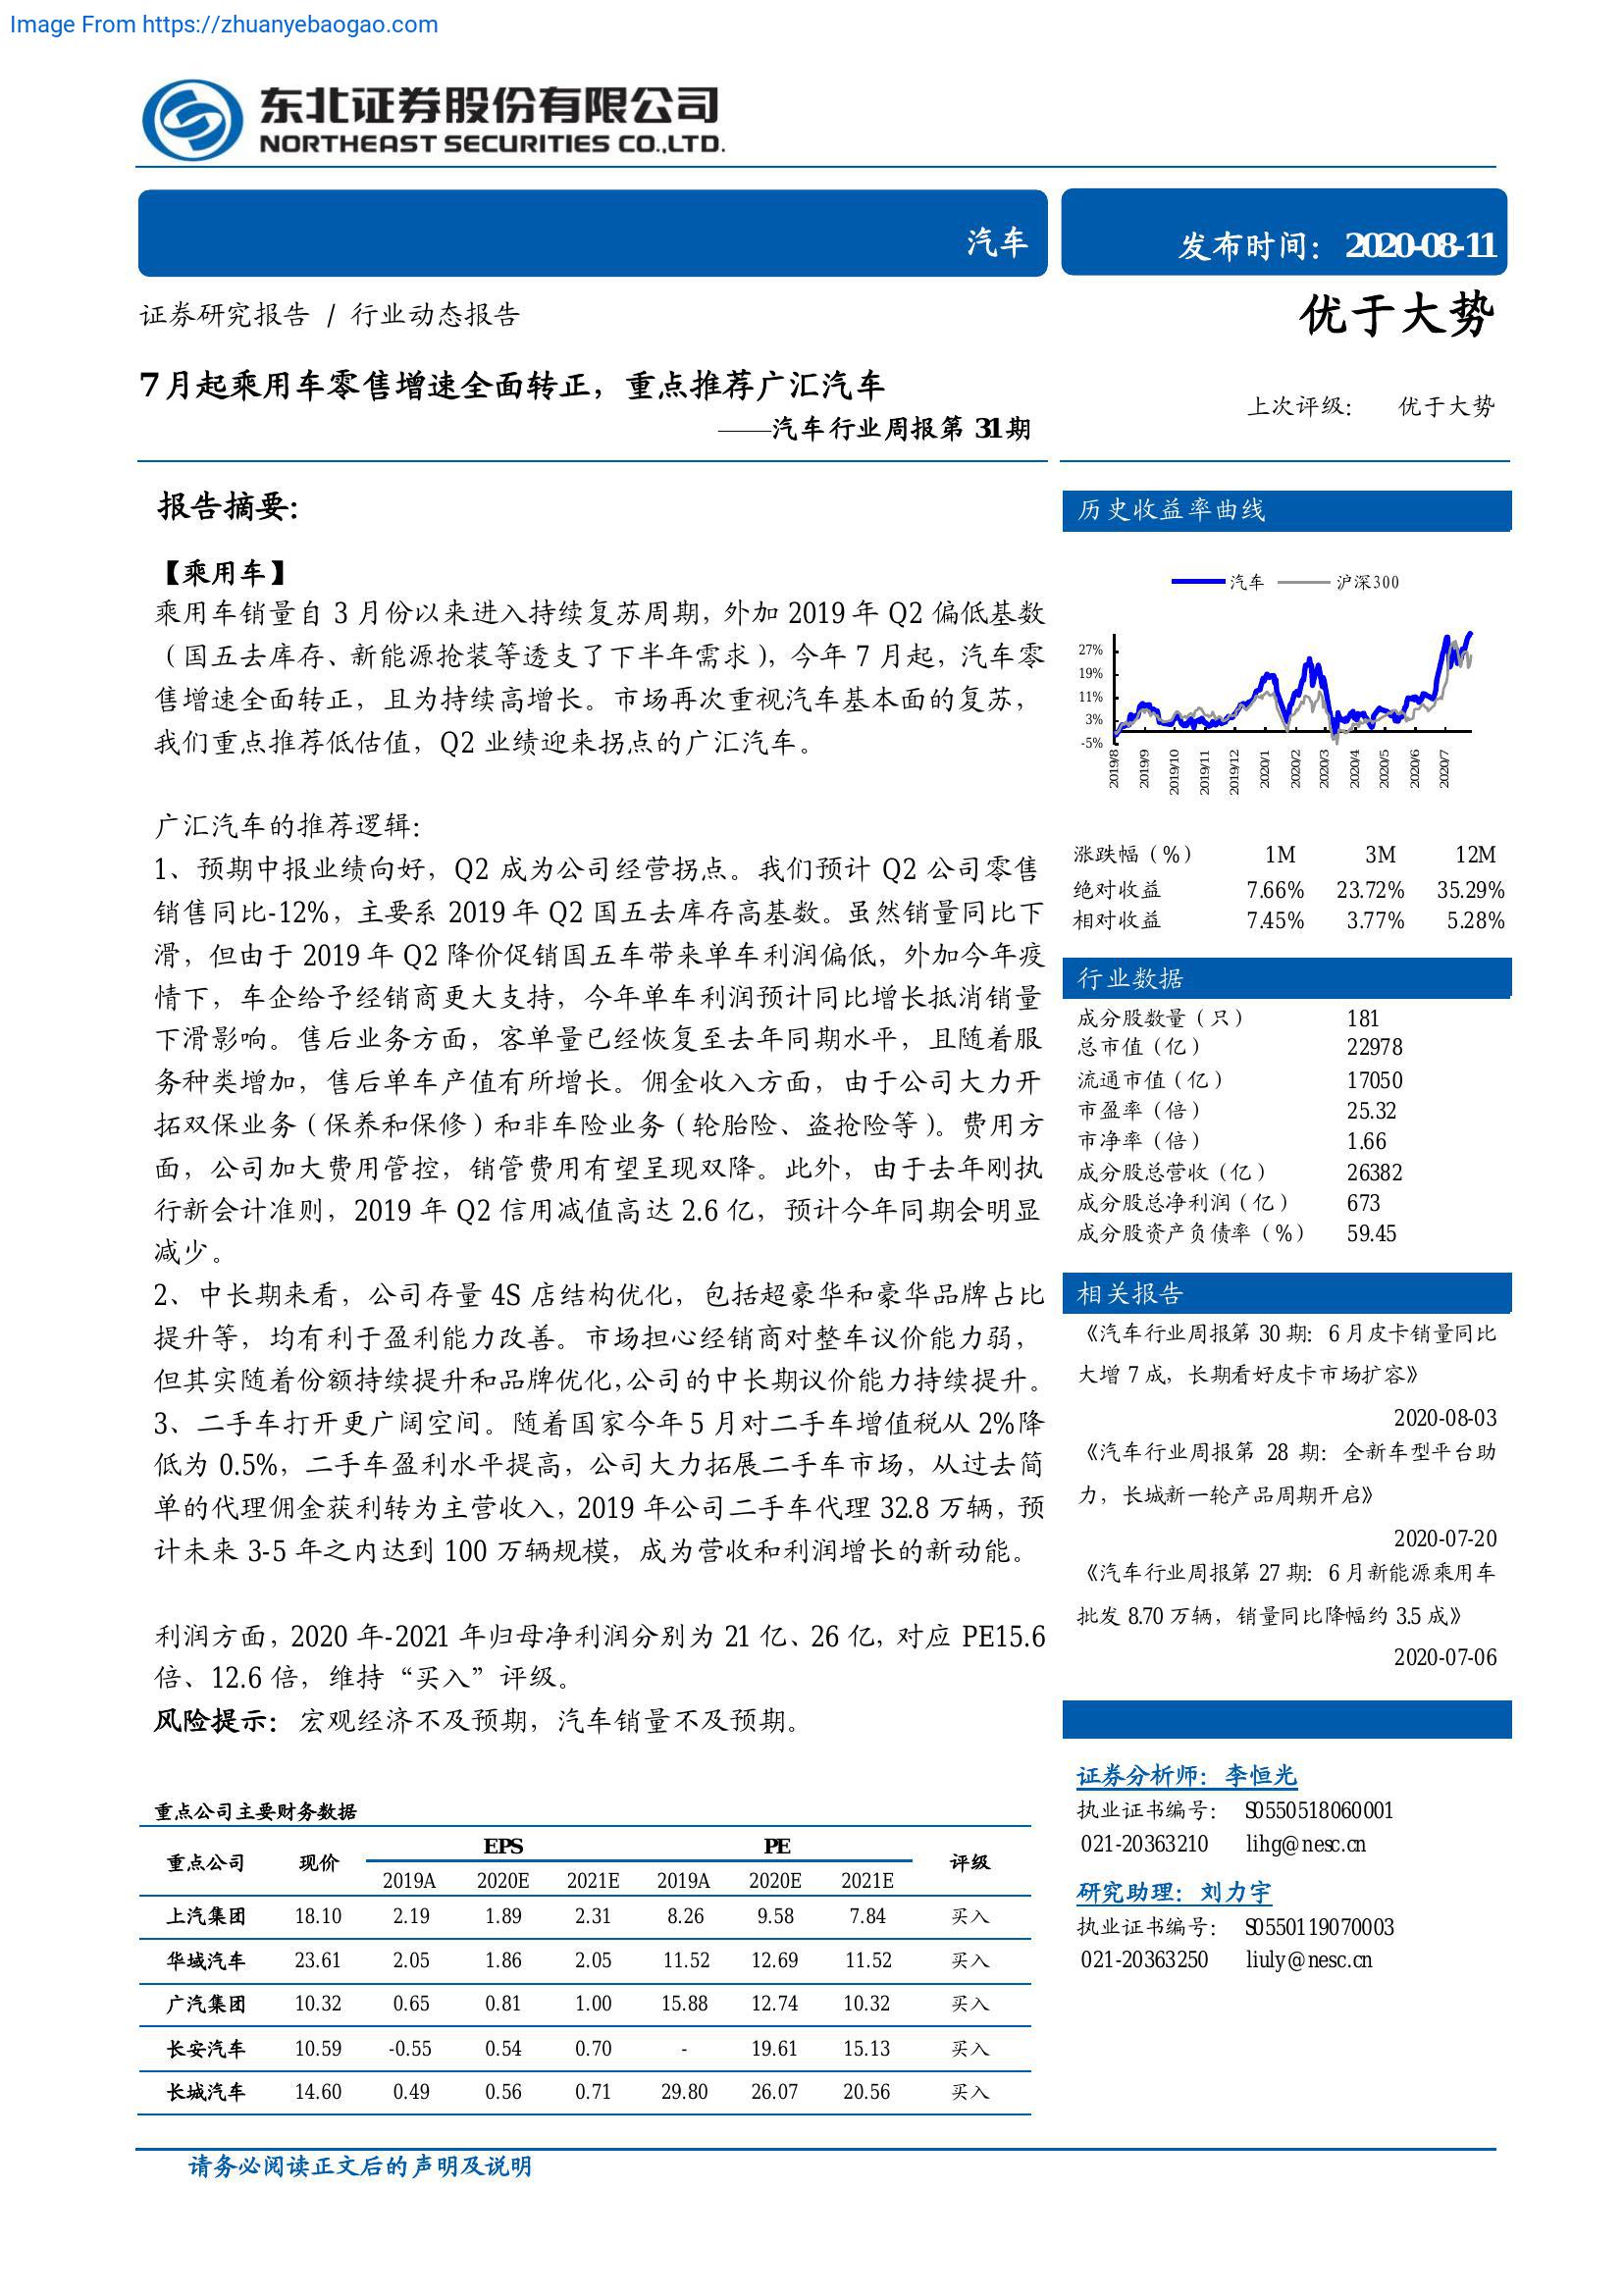 Image From https://zhuanyebaogao.com
东北证券股份有限公司
NORTHEAST SECURITIES CO.,LTD.
汽车
发布时间：2020-08-11
证券研究报告 / 行业动态报告
优于大势
7 月起乘用车零售增速全面转正，重点推荐广汇汽车
——汽车行业周报第 31 期
上次评级： 优于大势
报告摘要：
【乘用车】
乘用车销量自 3 月份以来进入持续复苏周期，外加 2019 年 Q2 偏低基数
（国五去库存、新能源抢装等透支了下半年需求），今年 7 月起，汽车零
售增速全面转正，且为持续高增长。市场再次重视汽车基本面的复苏，
我们重点推荐低估值，Q2 业绩迎来拐点的广汇汽车。
广汇汽车的推荐逻辑：
1、预期中报业绩向好，Q2 成为公司经营拐点。我们预计 Q2 公司零售
销售同比-12%，主要系 2019 年 Q2 国五去库存高基数。虽然销量同比下
滑，但由于 2019 年 Q2 降价促销国五车带来单车利润偏低，外加今年疫
情下，车企给予经销商更大支持，今年单车利润预计同比增长抵消销量
下滑影响。售后业务方面，客单量已经恢复至去年同期水平，且随着服
务种类增加，售后单车产值有所增长。佣金收入方面，由于公司大力开
拓双保业务（保养和保修）和非车险业务（轮胎险、盗抢险等）。费用方
面，公司加大费用管控，销管费用有望呈现双降。此外，由于去年刚执
行新会计准则，2019 年 Q2 信用减值高达 2.6 亿，预计今年同期会明显
减少。
2、中长期来看，公司存量 4S 店结构优化，包括超豪华和豪华品牌占比
提升等，均有利于盈利能力改善。市场担心经销商对整车议价能力弱，
但其实随着份额持续提升和品牌优化，公司的中长期议价能力持续提升。
3、二手车打开更广阔空间。随着国家今年 5 月对二手车增值税从 2%降
低为 0.5%，二手车盈利水平提高，公司大力拓展二手车市场，从过去简
单的代理佣金获利转为主营收入，2019 年公司二手车代理 32.8 万辆，预
计未来 3-5 年之内达到 100 万辆规模，成为营收和利润增长的新动能。
利润方面，2020 年-2021 年归母净利润分别为 21 亿、26 亿，对应 PE15.6
倍、12.6 倍，维持“买入”评级。
风险提示：宏观经济不及预期，汽车销量不及预期。
重点公司主要财务数据
重点公司 现价 EPS PE 评级
2019A 2020E 2021E 2019A 2020E 2021E
上汽集团 18.10 2.19 1.89 2.31 8.26 9.58 7.84 买入
华域汽车 23.61 2.05 1.86 2.05 11.52 12.69 11.52 买入
广汽集团 10.32 0.65 0.81 1.00 15.88 12.74 10.32 买入
长安汽车 10.59 -0.55 0.54 0.70 - 19.61 15.13 买入
长城汽车 14.60 0.49 0.56 0.71 29.80 26.07 20.56 买入
历史收益率曲线
汽车 沪深300
27%
19%
11%
3%
-5%
2019/8 2019/9 2019/10 2019/11 2019/12 2020/1 2020/2 2020/3 2020/4 2020/5 2020/6 2020/7
涨跌幅（%） 1M 3M 12M
绝对收益 7.66% 23.72% 35.29%
相对收益 7.45% 3.77% 5.28%
行业数据
成分股数量（只） 181
总市值（亿） 22978
流通市值（亿） 17050
市盈率（倍） 25.32
市净率（倍） 1.66
成分股总营收（亿） 26382
成分股总净利润（亿） 673
成分股资产负债率（%） 59.45
相关报告
《汽车行业周报第 30 期：6 月皮卡销量同比
大增 7 成，长期看好皮卡市场扩容》
2020-08-03
《汽车行业周报第 28 期：全新车型平台助
力，长城新一轮产品周期开启》
2020-07-20
《汽车行业周报第 27 期：6 月新能源乘用车
批发 8.70 万辆，销量同比降幅约 3.5 成》
2020-07-06
证券分析师：李恒光
执业证书编号： S0550518060001
021-20363210 lihg@nesc.cn
研究助理：刘力宇
执业证书编号： S0550119070003
021-20363250 liuly@nesc.cn
请务必阅读正文后的声明及说明